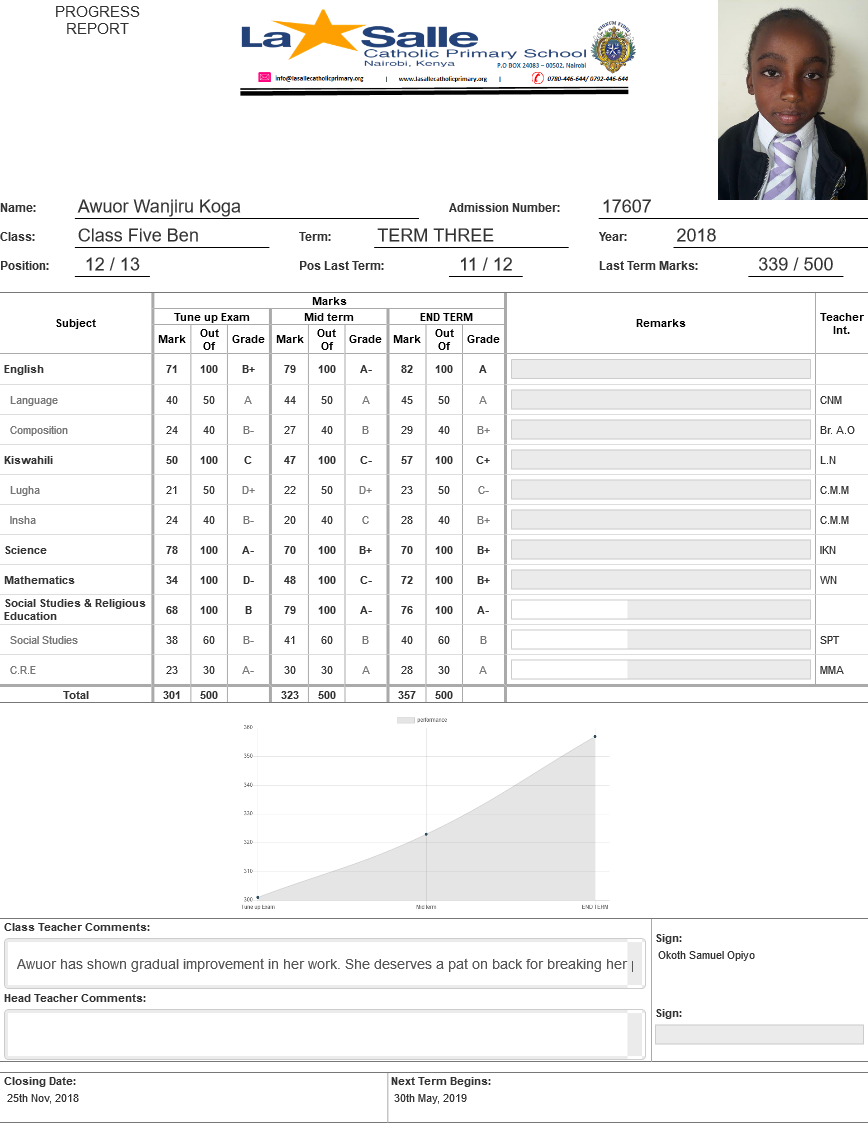 PROGRESS
REPORT
La Salle
Catholic Primary School
Nairobi, Kenya
P.O BOX 24083 – 00502. Nairobi
info@lasallecatholicprimary.org | www.lasallecatholicprimary.org | 0780-446-644/ 0792-446-644
Name: Awuor Wanjiru Koga Admission Number: 17607
Class: Class Five Ben Term: TERM THREE Year: 2018
Position: 12 / 13 Pos Last Term: 11 / 12 Last Term Marks: 339 / 500
Marks
Subject Tune up Exam Mid term END TERM Remarks Teacher Int.
Mark Out Of Grade Mark Out Of Grade Mark Out Of Grade
English 71 100 B+ 79 100 A- 82 100 A
Language 40 50 A 44 50 A 45 50 A CNM
Composition 24 40 B- 27 40 B 29 40 B+ Br. A.O
Kiswahili 50 100 C 47 100 C- 57 100 C+ L.N
Lugha 21 50 D+ 22 50 D+ 23 50 C- C.M.M
Insha 24 40 B- 20 40 C 28 40 B+ C.M.M
Science 78 100 A- 70 100 B+ 70 100 B+ IKN
Mathematics 34 100 D- 48 100 C- 72 100 B+ WN
Social Studies & Religious Education 68 100 B 79 100 A- 76 100 A-
Social Studies 38 60 B- 41 60 B 40 60 B SPT
C.R.E 23 30 A- 30 30 A 28 30 A MMA
Total 301 500 323 500 357 500
performance
360
350
340
330
320
310
300
Tune up Exam Mid term END TERM
Class Teacher Comments:
Awuor has shown gradual improvement in her work. She deserves a pat on back for breaking her
Sign:
Okoth Samuel Opiyo
Head Teacher Comments:
Sign:
Closing Date: Next Term Begins:
25th Nov, 2018 30th May, 2019